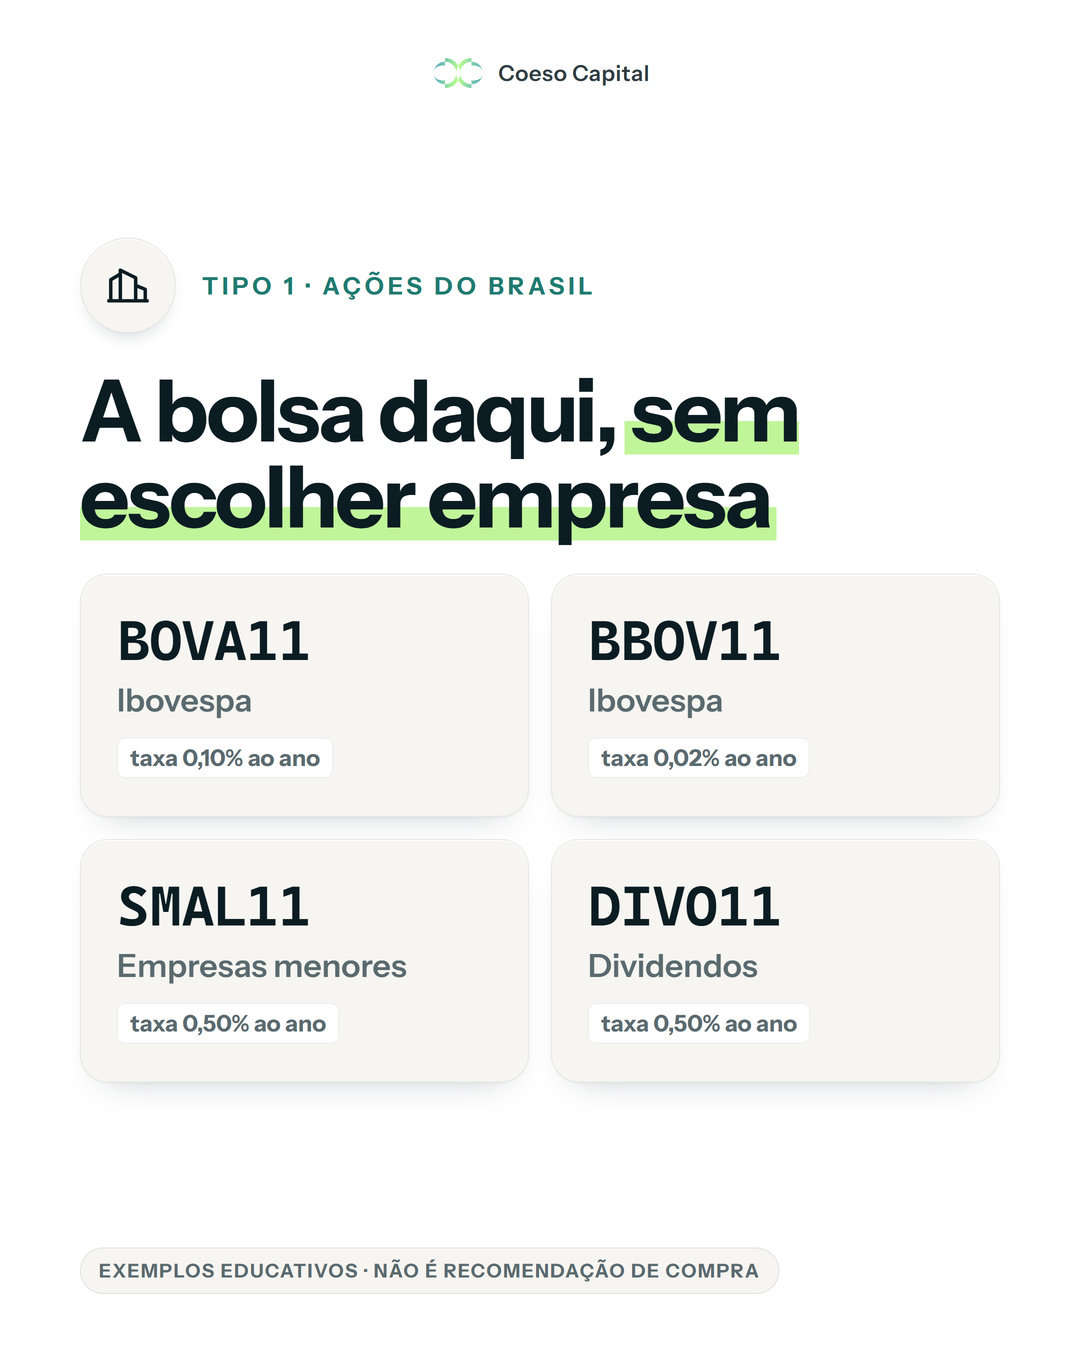 Coeso Capital
TIPO 1 · AÇÕES DO BRASIL
A bolsa daqui, sem
escolher empresa
BOVA11
Ibovespa
taxa 0,10% ao ano
BBOV11
Ibovespa
taxa 0,02% ao ano
SMAL11
Empresas menores
taxa 0,50% ao ano
DIVO11
Dividendos
taxa 0,50% ao ano
EXEMPLOS EDUCATIVOS · NÃO É RECOMENDAÇÃO DE COMPRA